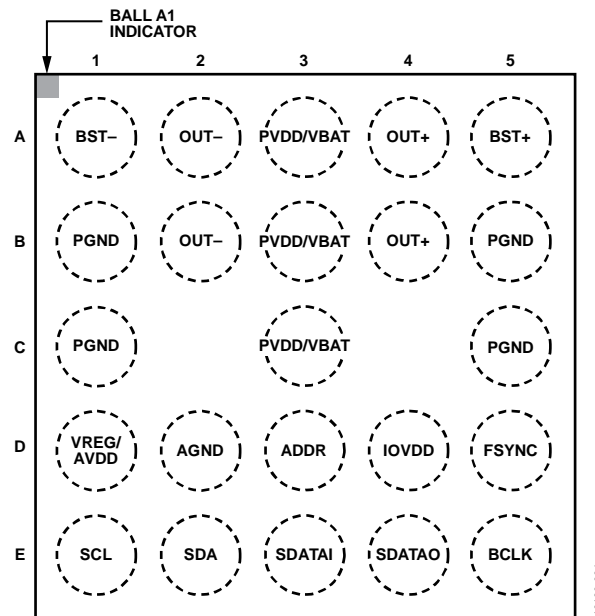 BALL A1
INDICATOR
1 2 3 4 5
A BST– OUT– PVDD/VBAT OUT+ BST+
B PGND OUT– PVDD/VBAT OUT+ PGND
C PGND PVDD/VBAT PGND
D VREG/
AVDD AGND ADDR IOVDD FSYNC
E SCL SDA SDATAI SDATAO BCLK